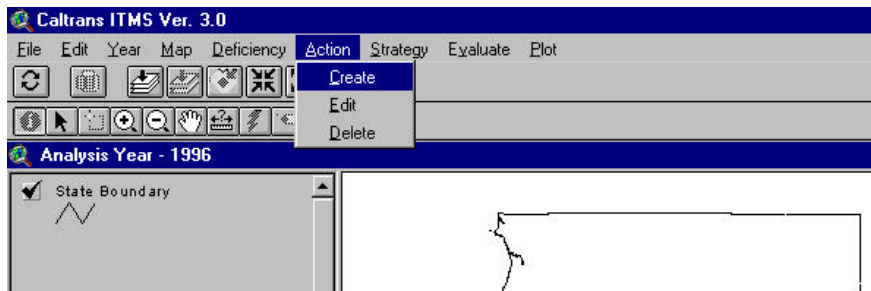 Caltrans ITMS Ver. 3.0
File Edit Year Map Deficiency Action Strategy Evaluate Plot
Create
Edit
Delete
Analysis Year - 1996
State Boundary